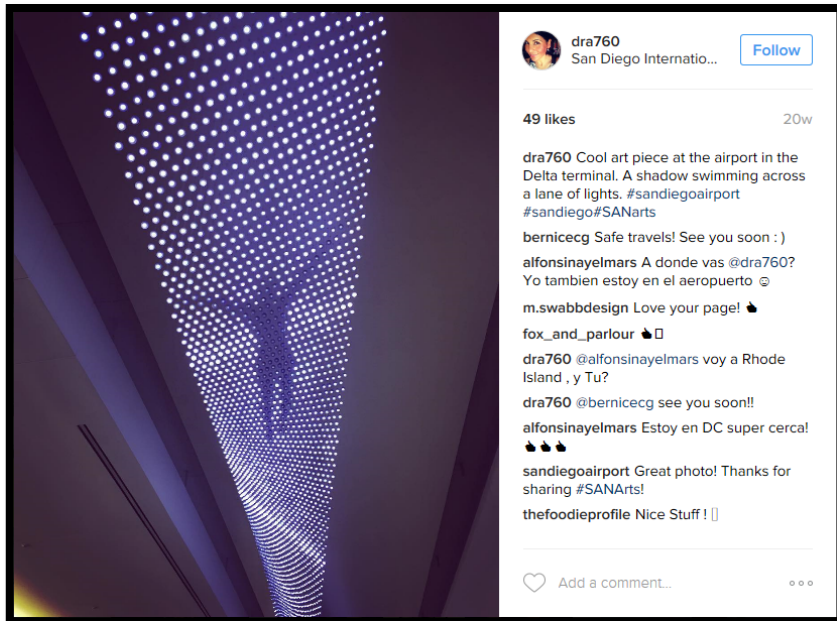 dra760
San Diego Internatio...
Follow
49 likes
20w
dra760 Cool art piece at the airport in the
Delta terminal. A shadow swimming across
a lane of lights. #sandiegoairport
#sandiego#SANarts
bernicecg Safe travels! See you soon : )
alfonsinayelmars A donde vas @dra760?
Yo tambien estoy en el aeropuerto ☺
m.swabbdesign Love your page! 👆
fox_and_parlour 👆▯
dra760 @alfonsinayelmars voy a Rhode
Island , y Tu?
dra760 @bernicecg see you soon!!
alfonsinayelmars Estoy en DC super cerca!
👆👆👆
sandiegoairport Great photo! Thanks for
sharing #SANArts!
thefoodieprofile Nice Stuff ! ▯
Add a comment...